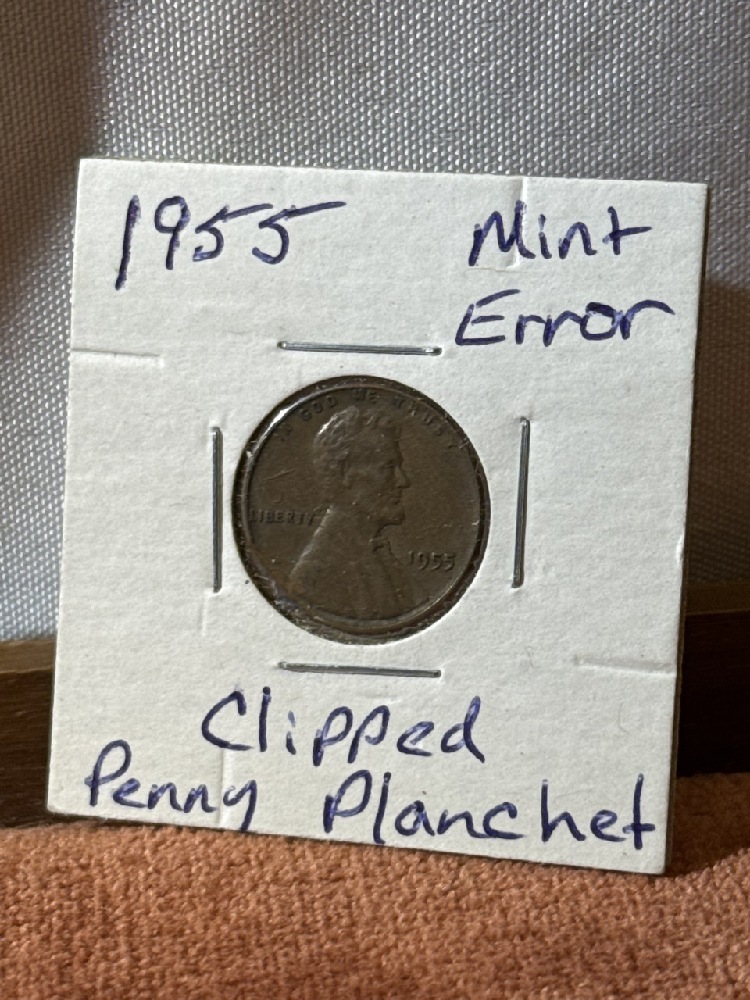 1955 Mint
Error
IN GOD WE TRUST
LIBERTY
1955
Clipped
Penny Planchet